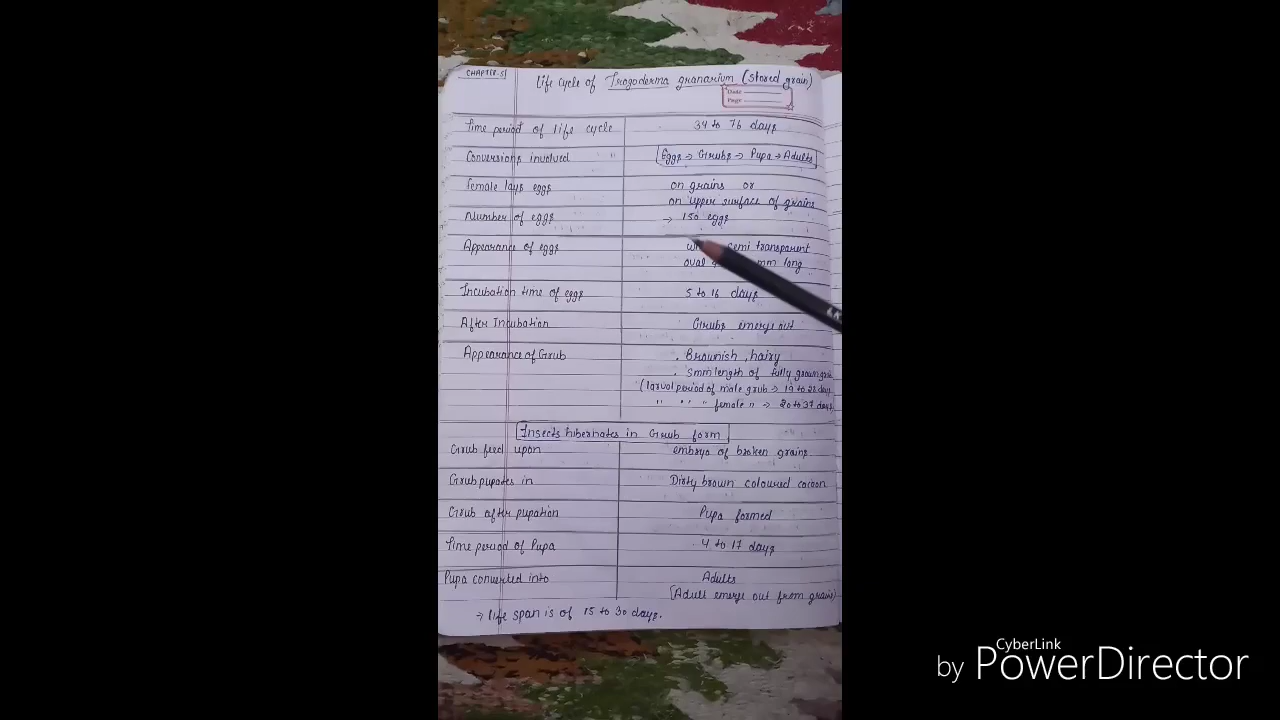 CHAPTER-5
Life Cycle of Trogoderma granarium (stored grain)
Date
Page
Time period of life cycle 34 to 76 days
Conversions involved " [Eggs → Grubs → Pupa → Adults]
Female lays eggs on grains or
on upper surface of grains
Number of eggs → 150 eggs
Appearance of eggs semi transparent
oval mm long
Incubation time of eggs 5 to 16 days
After Incubation Grubs emerge out
Appearance of Grub . Brownish, hairy
. 5mm length of fully grown
(larval period of male grub → 19 to days
" " " female " → 20 to 37 days
Insects hibernates in Grub form
Grub feed upon embryo of broken grains
Grub pupates in Dirty brown coloured cocoon
Grub after pupation Pupa formed
Time period of Pupa . 4 to 17 days
Pupa converted into Adults
(Adult emerge out from grains)
→ life span is of 15 to 30 days.
CyberLink
by PowerDirector